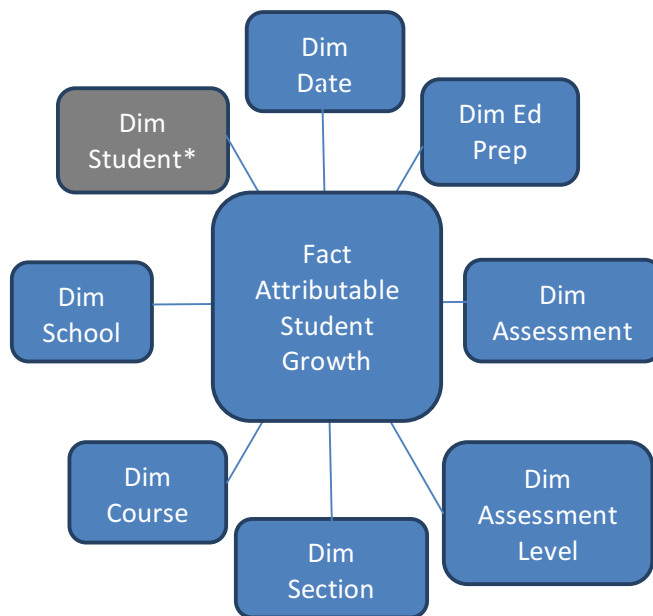 Dim
Date
Dim
Student*
Dim Ed
Prep
Fact
Attributable
Student
Growth
Dim
School
Dim
Assessment
Dim
Course
Dim
Section
Dim
Assessment
Level